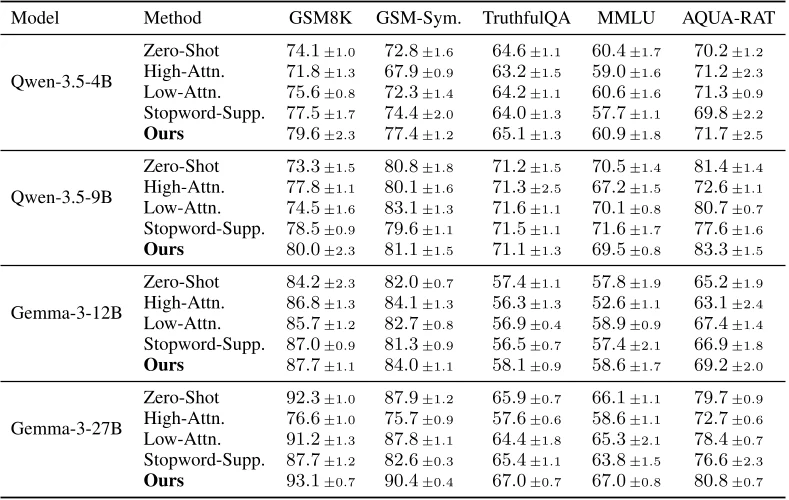 Model Method GSM8K GSM-Sym. TruthfulQA MMLU AQUA-RAT
Zero-Shot 74.1 ±1.0 72.8 ±1.6 64.6 ±1.1 60.4 ±1.7 70.2 ±1.2
High-Attn. 71.8 ±1.3 67.9 ±0.9 63.2 ±1.5 59.0 ±1.6 71.2 ±2.3
Qwen-3.5-4B Low-Attn. 75.6 ±0.8 72.3 ±1.4 64.2 ±1.1 60.6 ±1.6 71.3 ±0.9
Stopword-Supp. 77.5 ±1.7 74.4 ±2.0 64.0 ±1.3 57.7 ±1.1 69.8 ±2.2
Ours 79.6 ±2.3 77.4 ±1.2 65.1 ±1.3 60.9 ±1.8 71.7 ±2.5
Zero-Shot 73.3 ±1.5 80.8 ±1.8 71.2 ±1.5 70.5 ±1.4 81.4 ±1.4
High-Attn. 77.8 ±1.1 80.1 ±1.6 71.3 ±2.5 67.2 ±1.5 72.6 ±1.1
Qwen-3.5-9B Low-Attn. 74.5 ±1.6 83.1 ±1.3 71.6 ±1.1 70.1 ±0.8 80.7 ±0.7
Stopword-Supp. 78.5 ±0.9 79.6 ±1.1 71.5 ±1.1 71.6 ±1.7 77.6 ±1.6
Ours 80.0 ±2.3 81.1 ±1.5 71.1 ±1.3 69.5 ±0.8 83.3 ±1.5
Zero-Shot 84.2 ±2.3 82.0 ±0.7 57.4 ±1.1 57.8 ±1.9 65.2 ±1.9
High-Attn. 86.8 ±1.3 84.1 ±1.3 56.3 ±1.3 52.6 ±1.1 63.1 ±2.4
Gemma-3-12B Low-Attn. 85.7 ±1.2 82.7 ±0.8 56.9 ±0.4 58.9 ±0.9 67.4 ±1.4
Stopword-Supp. 87.0 ±0.9 81.3 ±0.9 56.5 ±0.7 57.4 ±2.1 66.9 ±1.8
Ours 87.7 ±1.1 84.0 ±1.1 58.1 ±0.9 58.6 ±1.7 69.2 ±2.0
Zero-Shot 92.3 ±1.0 87.9 ±1.2 65.9 ±0.7 66.1 ±1.1 79.7 ±0.9
High-Attn. 76.6 ±1.0 75.7 ±0.9 57.6 ±0.6 58.6 ±1.1 72.7 ±0.6
Gemma-3-27B Low-Attn. 91.2 ±1.3 87.8 ±1.1 64.4 ±1.8 65.3 ±2.1 78.4 ±0.7
Stopword-Supp. 87.7 ±1.2 82.6 ±0.3 65.4 ±1.1 63.8 ±1.5 76.6 ±2.3
Ours 93.1 ±0.7 90.4 ±0.4 67.0 ±0.7 67.0 ±0.8 80.8 ±0.7